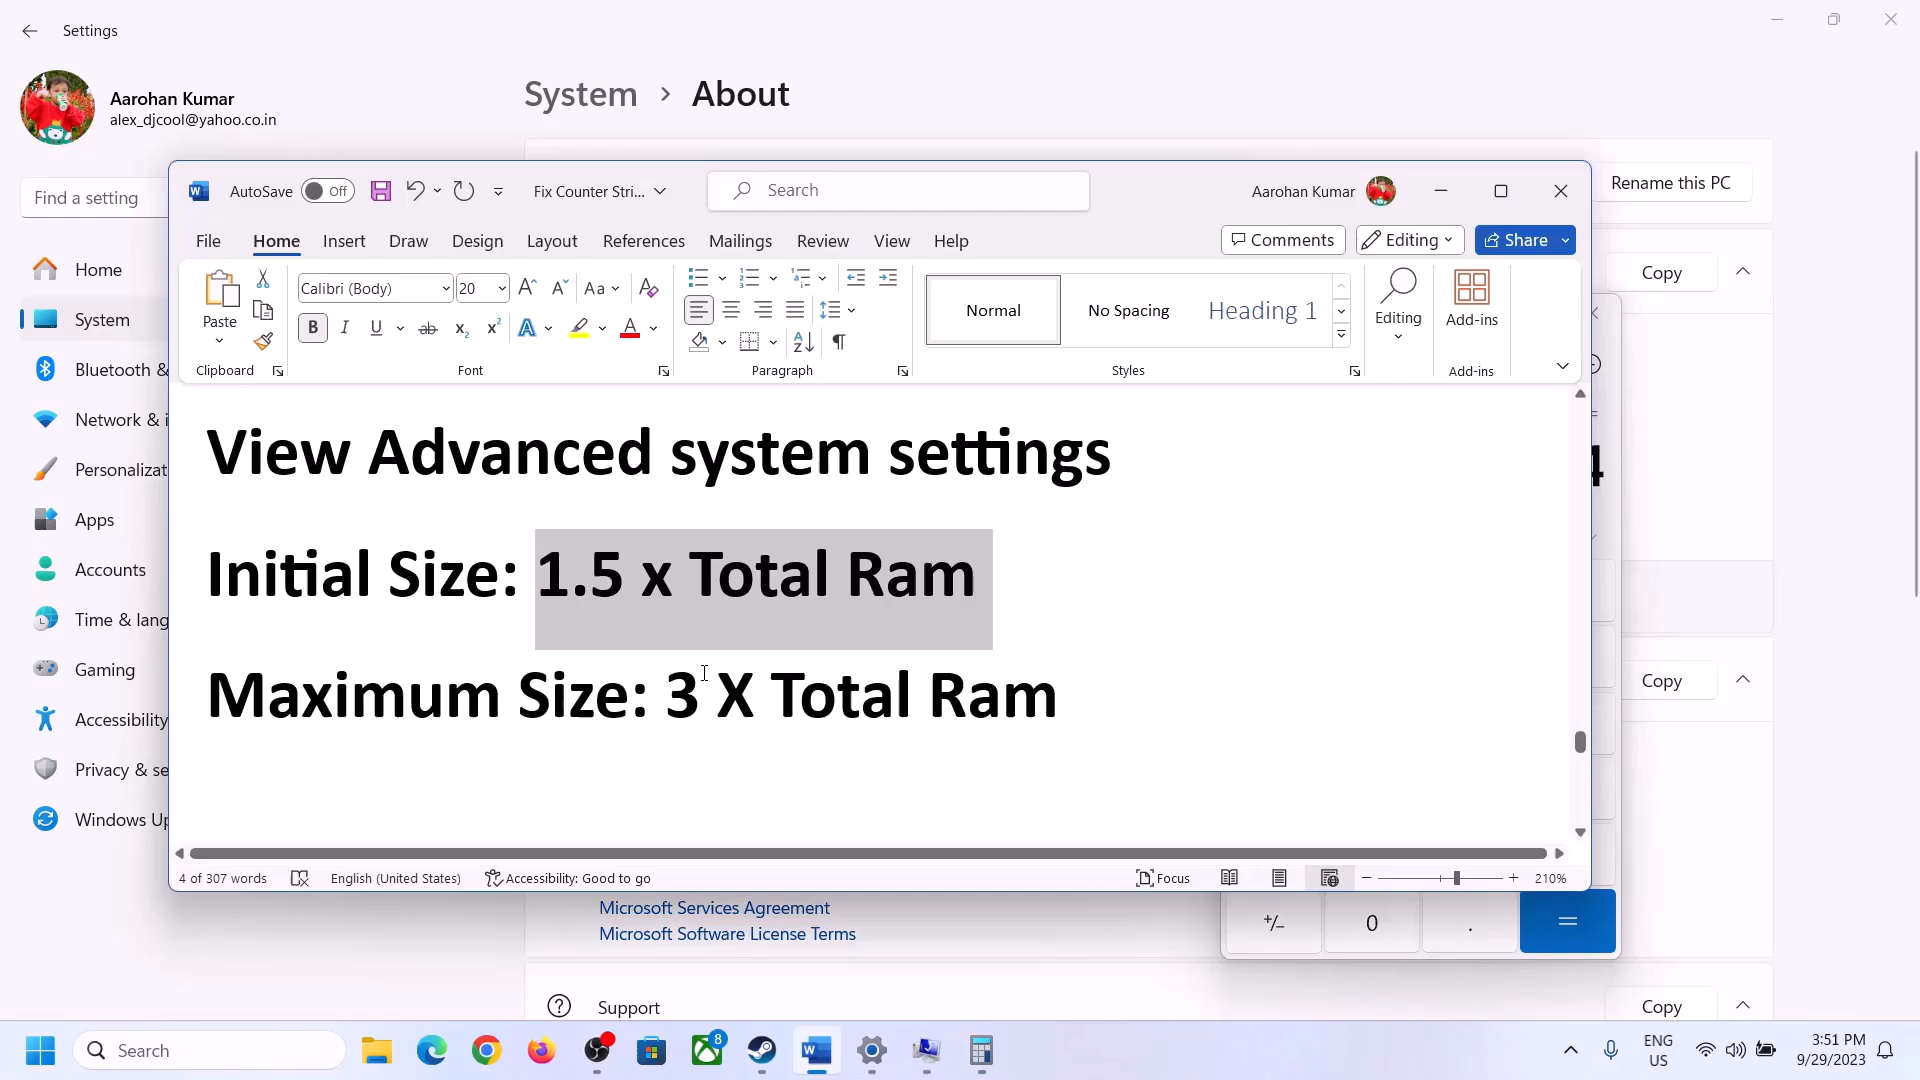 Settings
Aarohan Kumar
alex_djcool@yahoo.co.in
System > About
Find a setting
Rename this PC
AutoSave Off
Fix Counter Stri...
Search
Aarohan Kumar
File Home Insert Draw Design Layout References Mailings Review View Help
Comments Editing Share
Paste
Calibri (Body) 20
Normal
No Spacing
Heading 1
Editing
Add-ins
Clipboard
Font
Paragraph
Styles
Add-ins
Home
System
Bluetooth &
Network & i
Personalizat
Apps
Accounts
Time & lang
Gaming
Accessibility
Privacy & se
Windows Up
Copy
View Advanced system settings
Initial Size: 1.5 x Total Ram
Maximum Size: 3 X Total Ram
Copy
4 of 307 words
English (United States)
Accessibility: Good to go
Focus
210%
Microsoft Services Agreement
Microsoft Software License Terms
+/- 0 . =
Support
Copy
Search
8
ENG
US
3:51 PM
9/29/2023